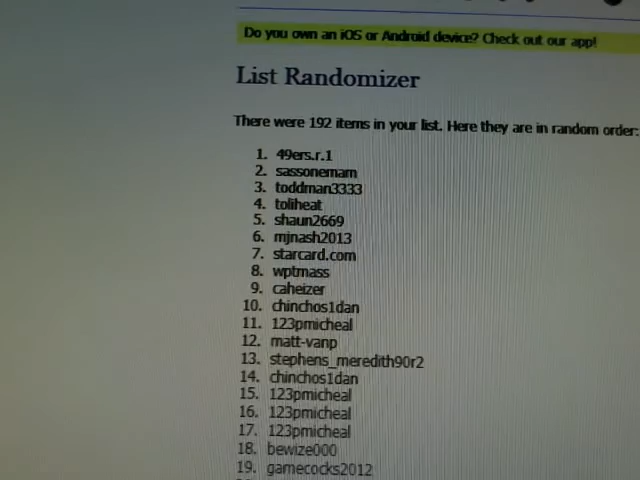 Do you own an iOS or Android device? Check out our app!
List Randomizer
There were 192 items in your list. Here they are in random order:
1. 49ers.r.1
2. sassonemam
3. toddman3333
4. toliheat
5. shaun2669
6. mjnash2013
7. starcard.com
8. wptmass
9. caheizer
10. chinchos1dan
11. 123pmicheal
12. matt-vanp
13. stephens_meredith90r2
14. chinchos1dan
15. 123pmicheal
16. 123pmicheal
17. 123pmicheal
18. bewize000
19. gamecocks2012